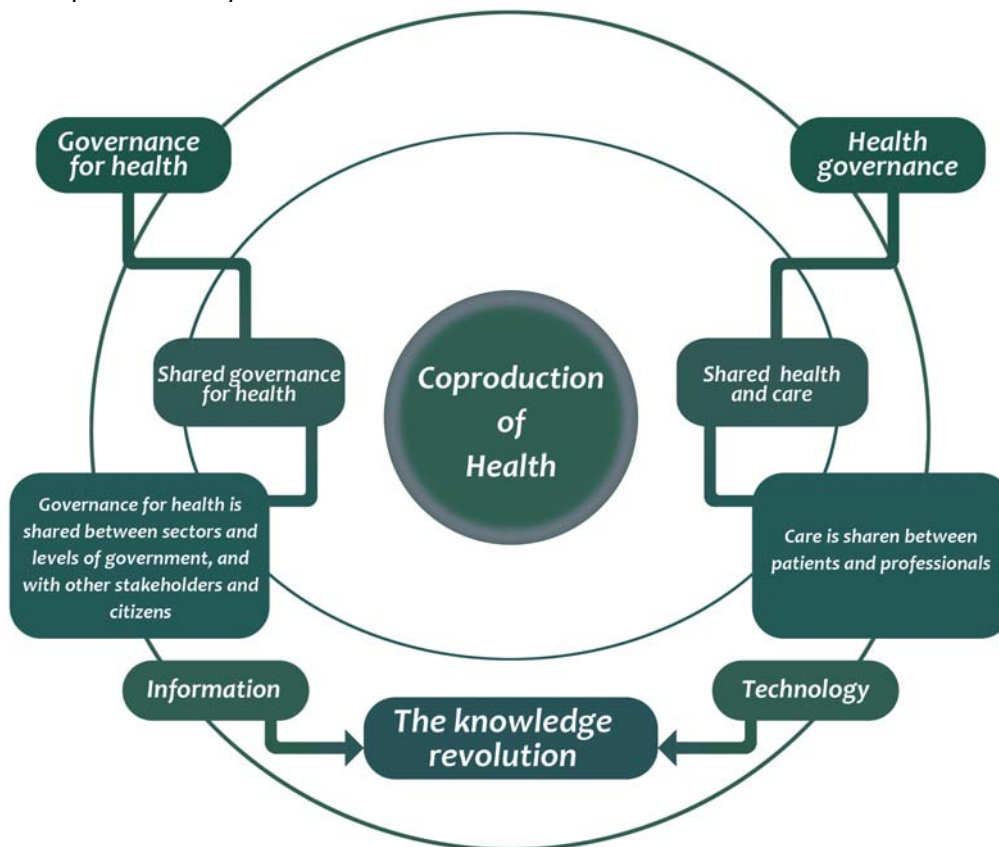 Governance
for health
Health
governance
Shared governance
for health
Coproduction
of
Health
Shared health
and care
Governance for health is
shared between sectors and
levels of government, and
with other stakeholders and
citizens
Care is sharen between
patients and professionals
Information
The knowledge
revolution
Technology